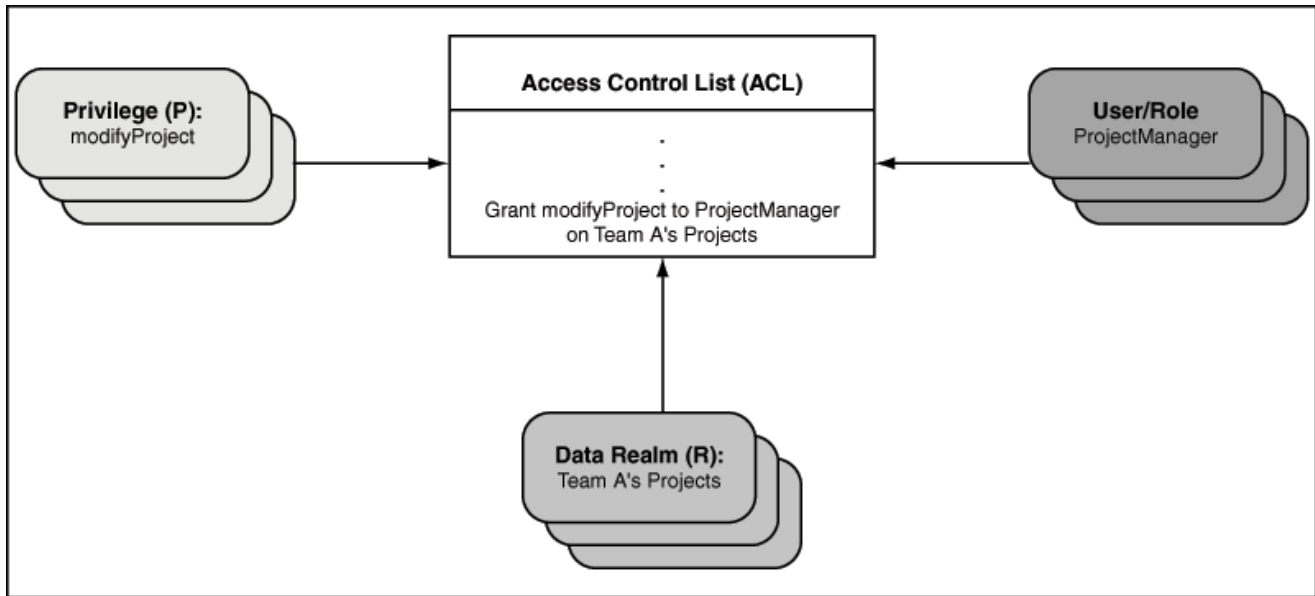 Access Control List (ACL)
Privilege (P):
modifyProject
User/Role
ProjectManager
.
.
.
Grant modifyProject to ProjectManager
on Team A's Projects
Data Realm (R):
Team A's Projects